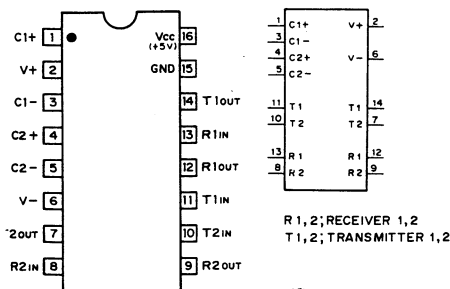 C1+ 1
V+ 2
C1- 3
C2+ 4
C2- 5
V- 6
2OUT 7
R2IN 8
Vcc 16
(+5V)
GND 15
14 T1OUT
13 R1IN
12 R1OUT
11 T1IN
10 T2IN
9 R2OUT
1 C1+ V+ 2
3 C1-
4 C2+ V- 6
5 C2-
11 T1 T1 14
10 T2 T2 7
13 R1 R1 12
8 R2 R2 9
R1,2;RECEIVER 1,2
T1,2;TRANSMITTER 1,2